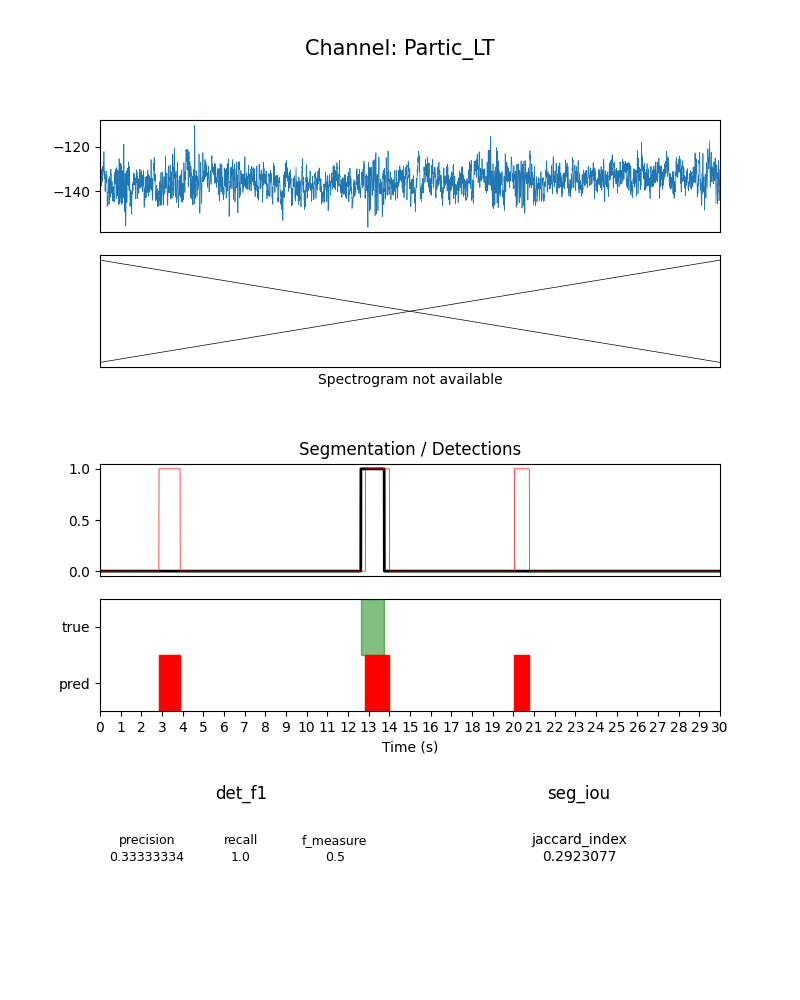 Channel: Partic_LT
−120
−140
Spectrogram not available
Segmentation / Detections
1.0
0.5
0.0
true
pred
0 1 2 3 4 5 6 7 8 9 10 11 12 13 14 15 16 17 18 19 20 21 22 23 24 25 26 27 28 29 30
Time (s)
det_f1 seg_iou
precision recall f_measure jaccard_index
0.33333334 1.0 0.5 0.2923077